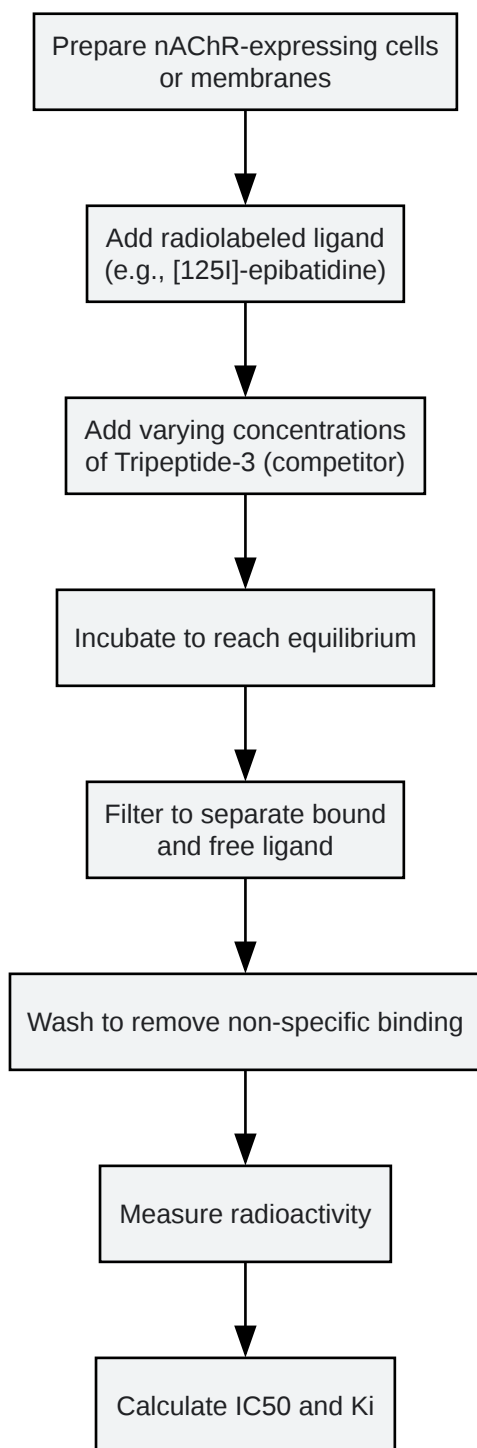 Prepare nAChR-expressing cells
or membranes
Add radiolabeled ligand
(e.g., [125I]-epibatidine)
Add varying concentrations
of Tripeptide-3 (competitor)
Incubate to reach equilibrium
Filter to separate bound
and free ligand
Wash to remove non-specific binding
Measure radioactivity
Calculate IC50 and Ki